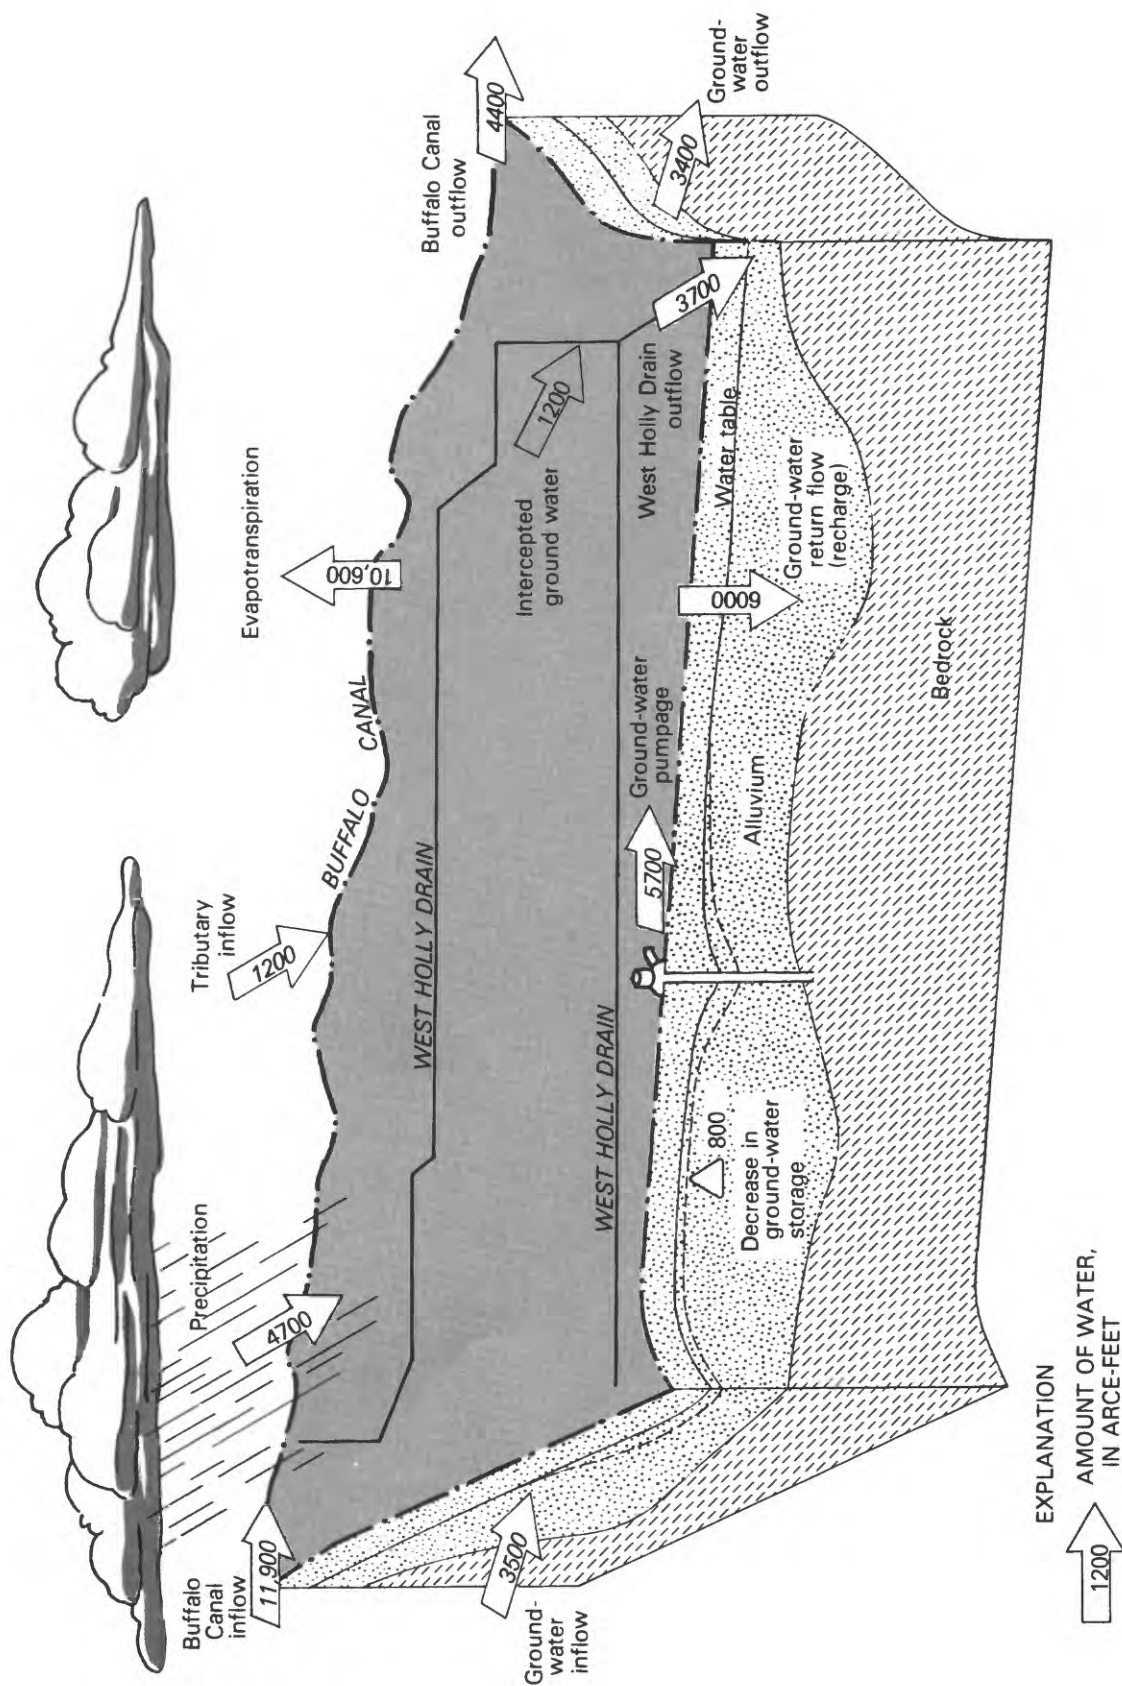 Precipitation
4700
Tributary
inflow
1200
Evapotranspiration
10,600
Buffalo
Canal
inflow
11,900
BUFFALO CANAL
Buffalo Canal
outflow
4400
WEST HOLLY DRAIN
Intercepted
ground water
1200
Ground-
water
inflow
3500
WEST HOLLY DRAIN
Ground-water
pumpage
5700
West Holly Drain
outflow
3700
Ground-
water
outflow
3400
Water table
800
Decrease in
ground-water
storage
Alluvium
6000
Ground-water
return flow
(recharge)
Bedrock
EXPLANATION
1200
AMOUNT OF WATER,
IN ARCE-FEET